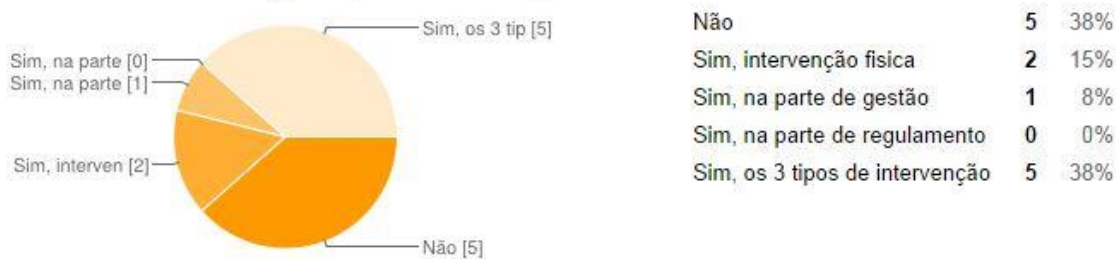 Sim, os 3 tip [5]
Sim, na parte [0]
Sim, na parte [1]
Sim, interven [2]
Não [5]
Não 5 38%
Sim, intervenção fisica 2 15%
Sim, na parte de gestão 1 8%
Sim, na parte de regulamento 0 0%
Sim, os 3 tipos de intervenção 5 38%